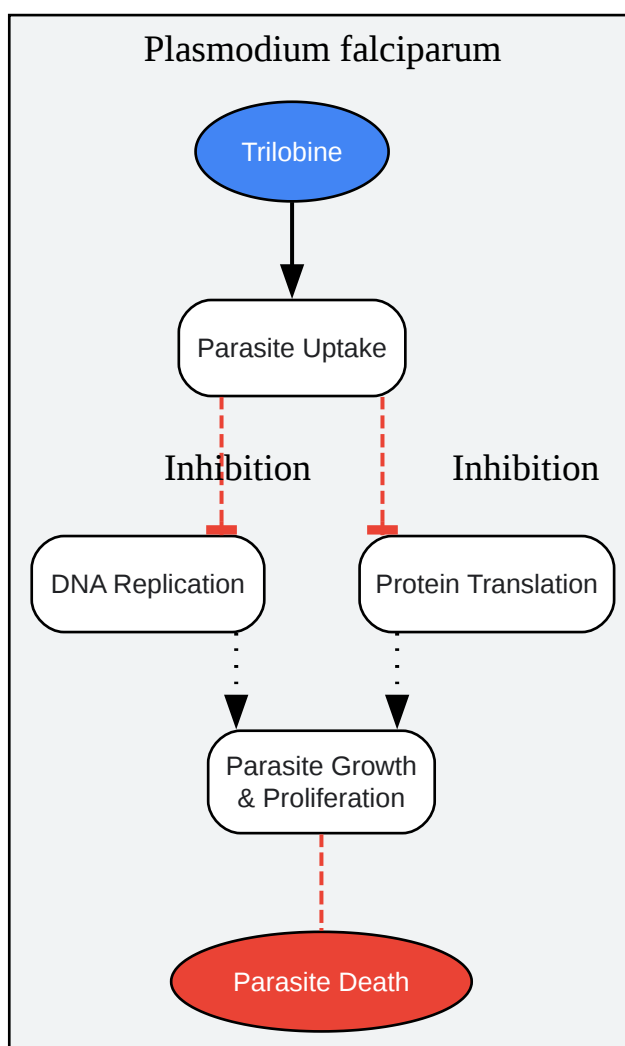 Plasmodium falciparum
Trilobine
Parasite Uptake
Inhibition
Inhibition
DNA Replication
Protein Translation
Parasite Growth
& Proliferation
Parasite Death